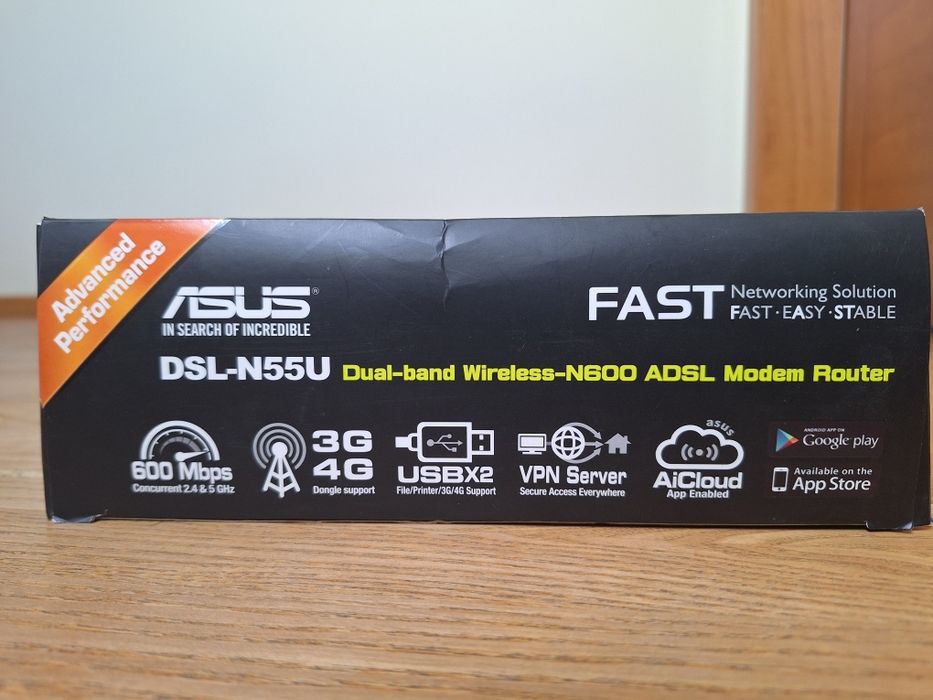 Advanced
Performance
ASUS®
IN SEARCH OF INCREDIBLE
FAST Networking Solution
FAST · EASY · STABLE
DSL-N55U Dual-band Wireless-N600 ADSL Modem Router
600 Mbps
Concurrent 2.4 & 5 GHz
3G
4G
Dongle support
USBX2
File/Printer/3G/4G Support
VPN Server
Secure Access Everywhere
asus
AiCloud
App Enabled
ANDROID APP ON
Google play
Available on the
App Store